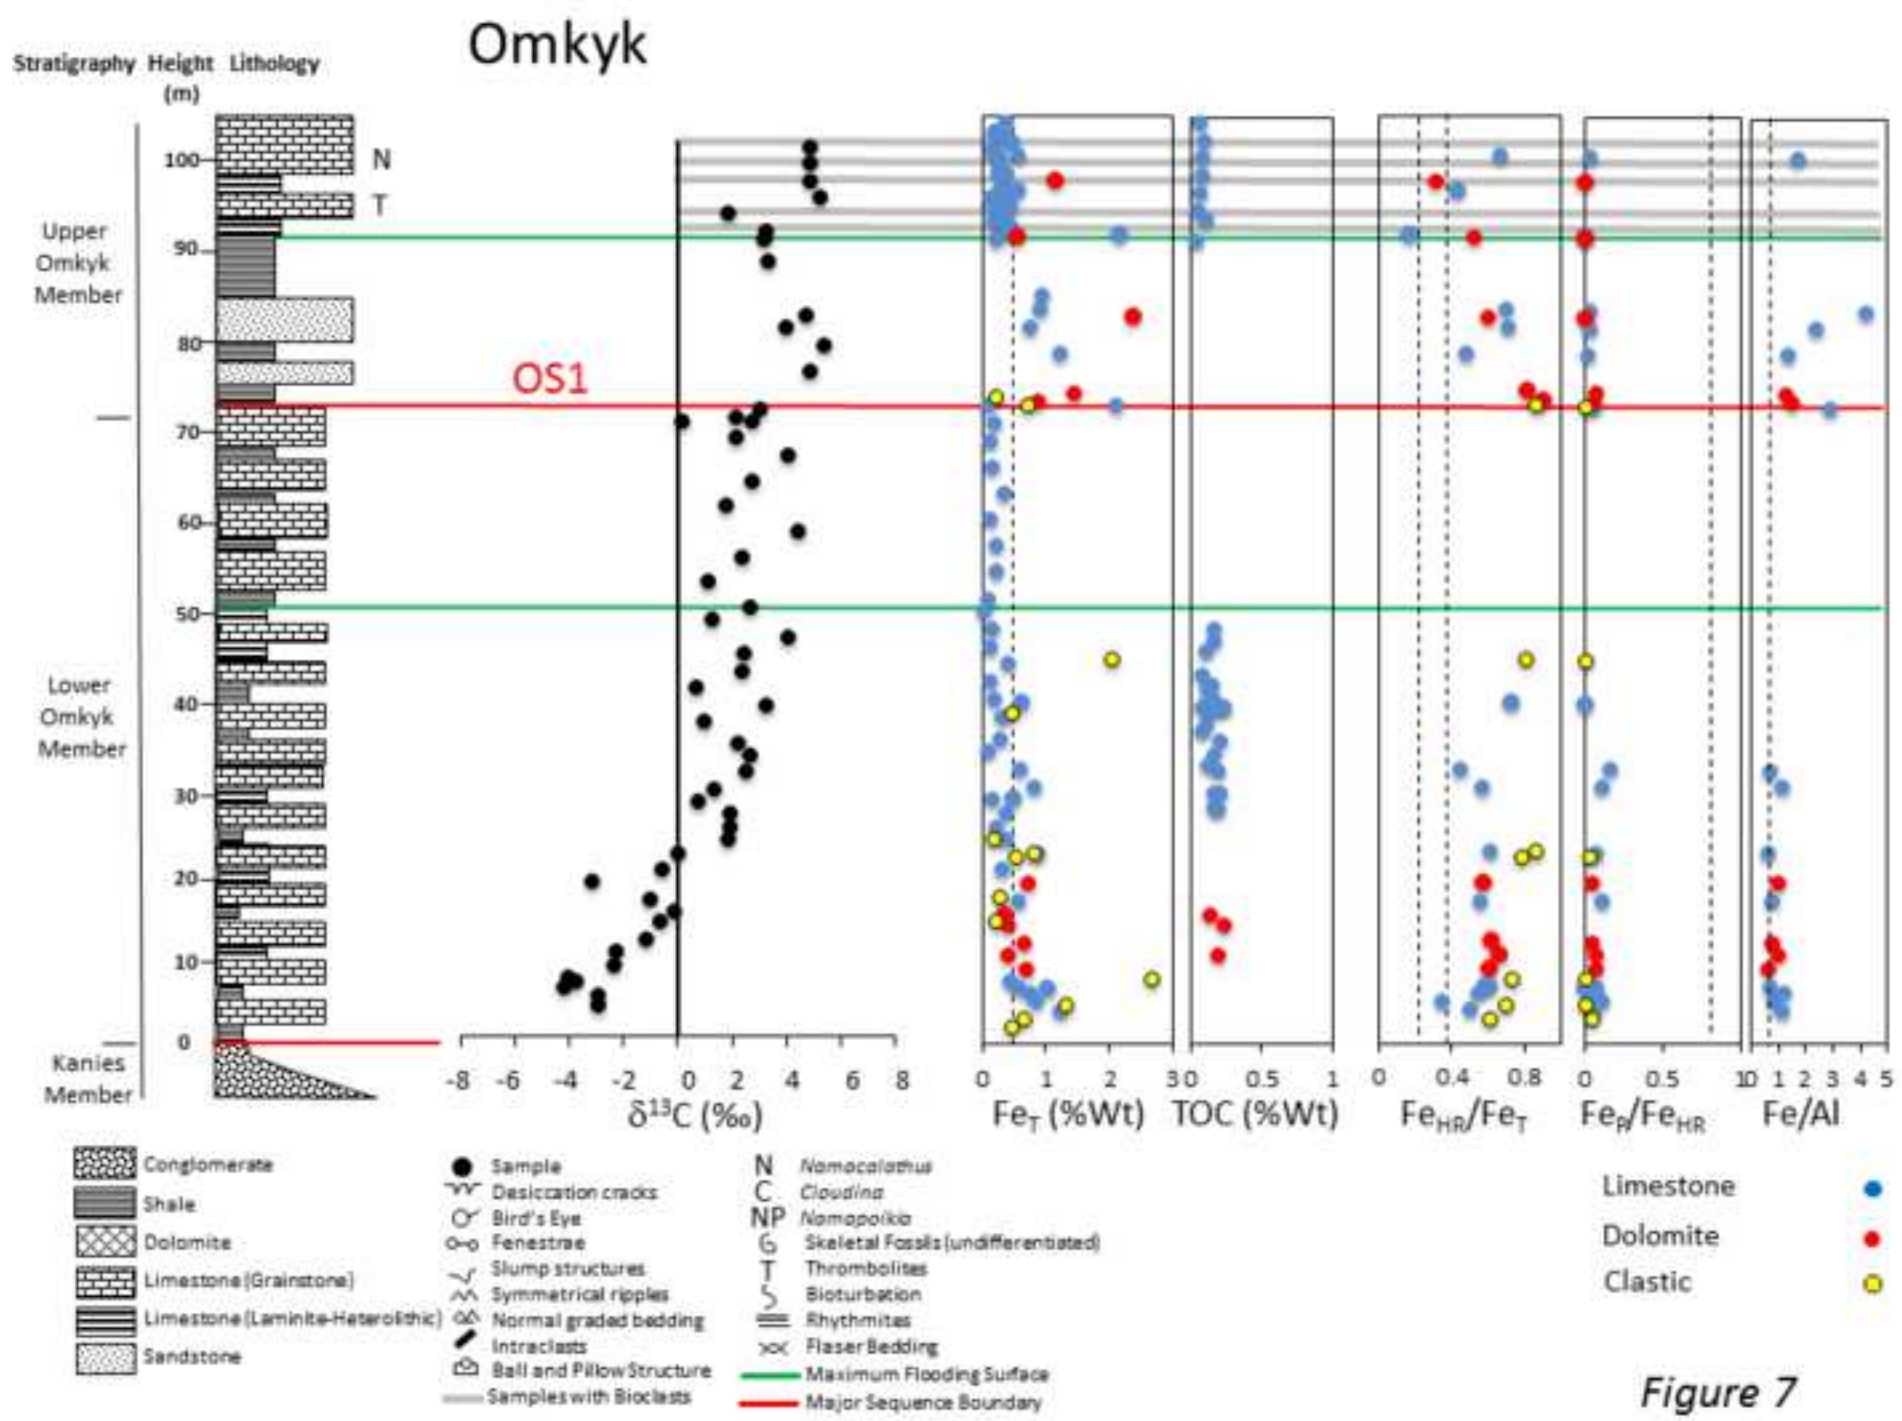 Omkyk
Stratigraphy Height Lithology
(m)
100
N
T
90
80
70
60
50
40
30
20
10
0
Upper
Omkyk
Member
Lower
Omkyk
Member
Kanies
Member
OS1
-8 -6 -4 -2 0 2 4 6 8
0 1 2 3
0 0.5 1
0 0.4 0.8
0 0.5 1
0 1 2 3 4 5
δ¹³C (‰) Fe_T (%Wt) TOC (%Wt) Fe_HR/Fe_T Fe_P/Fe_HR Fe/Al
Conglomerate
Shale
Dolomite
Limestone (Grainstone)
Limestone (Laminite-Heterolithic)
Sandstone
Sample
Desiccation cracks
Bird's Eye
Fenestrae
Slump structures
Symmetrical ripples
Normal graded bedding
Intraclasts
Ball and Pillow Structure
Samples with Bioclasts
N Namacalathus
C Cloudina
NP Namapoikia
G Skeletal Fossils (undifferentiated)
T Thrombolites
Bioturbation
Rhythmites
Flaser Bedding
Maximum Flooding Surface
Major Sequence Boundary
Limestone
Dolomite
Clastic
Figure 7